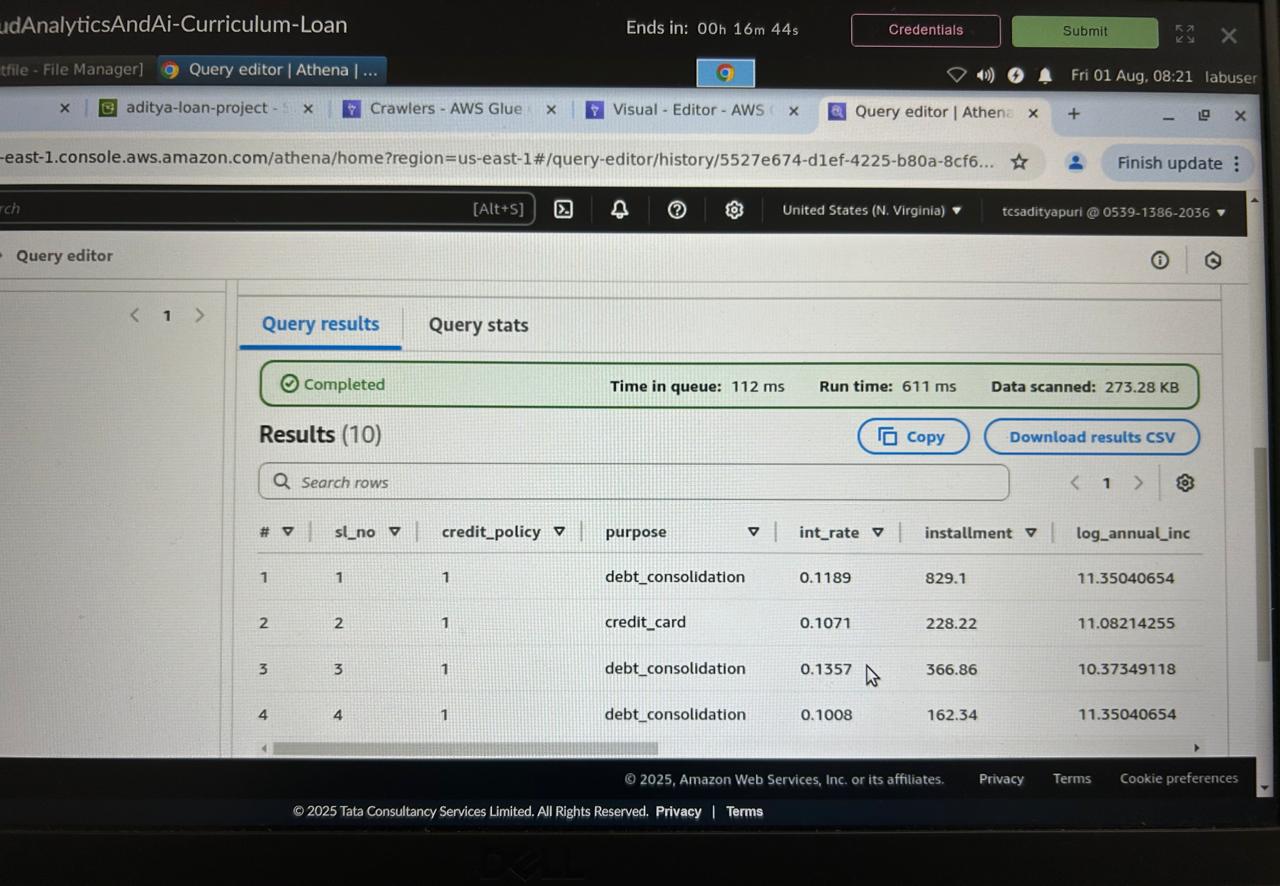 udAnalyticsAndAi-Curriculum-Loan
Ends in: 00h 16m 44s
Credentials
Submit
tfile - File Manager]
Query editor | Athena | ...
Fri 01 Aug, 08:21 labuser
aditya-loan-project -
Crawlers - AWS Glue
Visual - Editor - AWS
Query editor | Athena
-east-1.console.aws.amazon.com/athena/home?region=us-east-1#/query-editor/history/5527e674-d1ef-4225-b80a-8cf6...
Finish update
rch
[Alt+S]
United States (N. Virginia)
tcsadityapuri @ 0539-1386-2036
Query editor
1
Query results
Query stats
Completed
Time in queue: 112 ms
Run time: 611 ms
Data scanned: 273.28 KB
Results (10)
Copy
Download results CSV
Search rows
1
# sl_no credit_policy purpose int_rate installment log_annual_inc
1 1 1 debt_consolidation 0.1189 829.1 11.35040654
2 2 1 credit_card 0.1071 228.22 11.08214255
3 3 1 debt_consolidation 0.1357 366.86 10.37349118
4 4 1 debt_consolidation 0.1008 162.34 11.35040654
© 2025, Amazon Web Services, Inc. or its affiliates. Privacy Terms Cookie preferences
© 2025 Tata Consultancy Services Limited. All Rights Reserved. Privacy | Terms
DELL